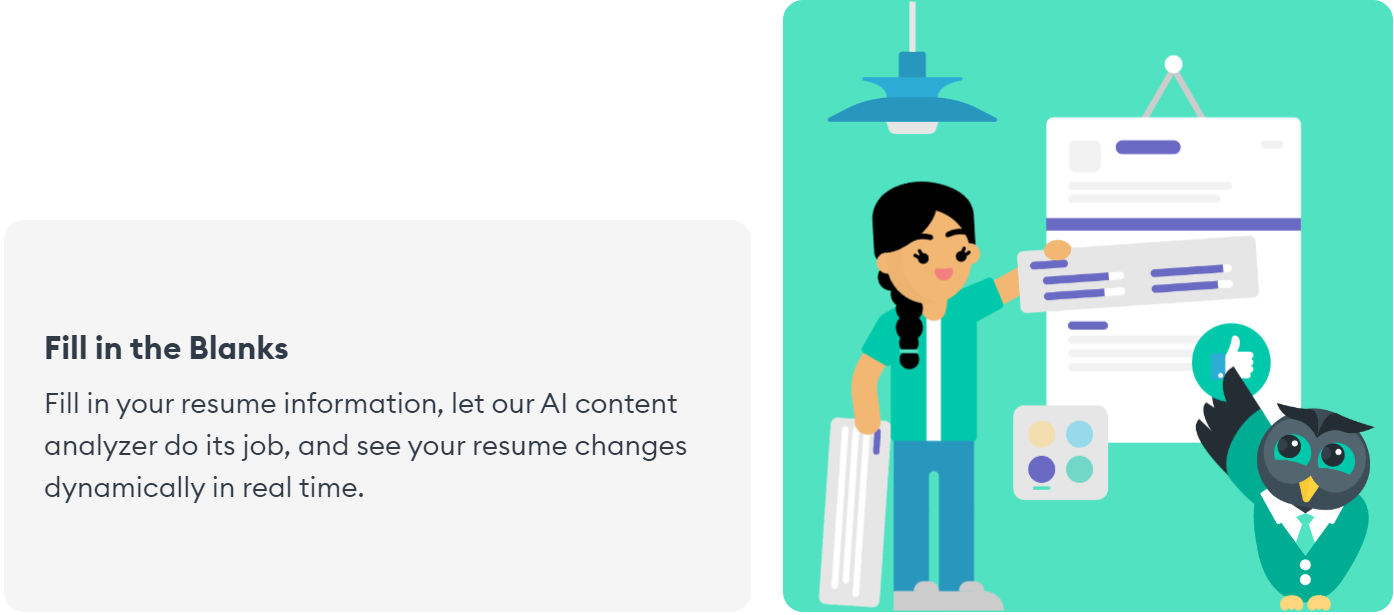 Fill in the Blanks
Fill in your resume information, let our AI content
analyzer do its job, and see your resume changes
dynamically in real time.